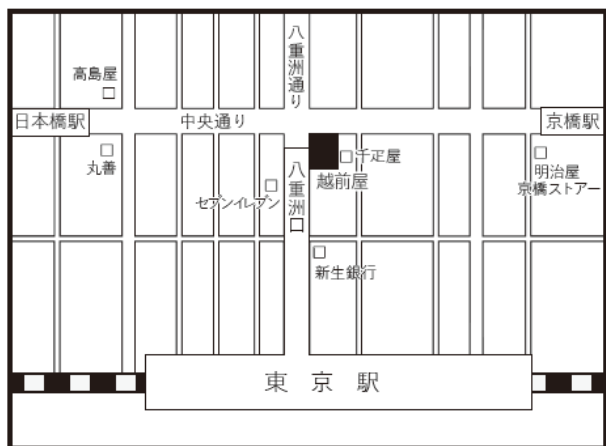 八重洲通り
高島屋
日本橋駅
中央通り
京橋駅
丸善
八重洲口
千疋屋
越前屋
明治屋
京橋ストアー
セブンイレブン
新生銀行
東京駅